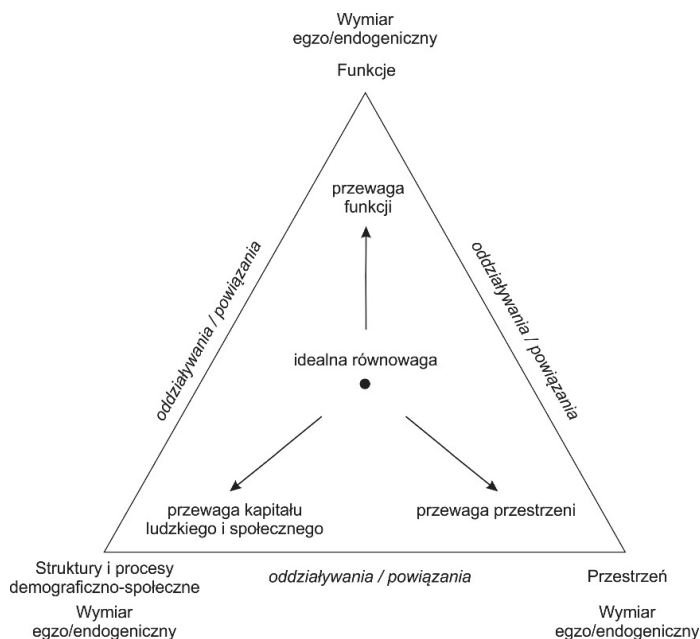 Wymiar
egzo/endogeniczny
Funkcje
przewaga
funkcji
oddziaływania / powiązania
oddziaływania / powiązania
idealna równowaga
przewaga kapitału
ludzkiego i społecznego
przewaga przestrzeni
Struktury i procesy
demograficzno-społeczne
oddziaływania / powiązania
Przestrzeń
Wymiar
egzo/endogeniczny
Wymiar
egzo/endogeniczny